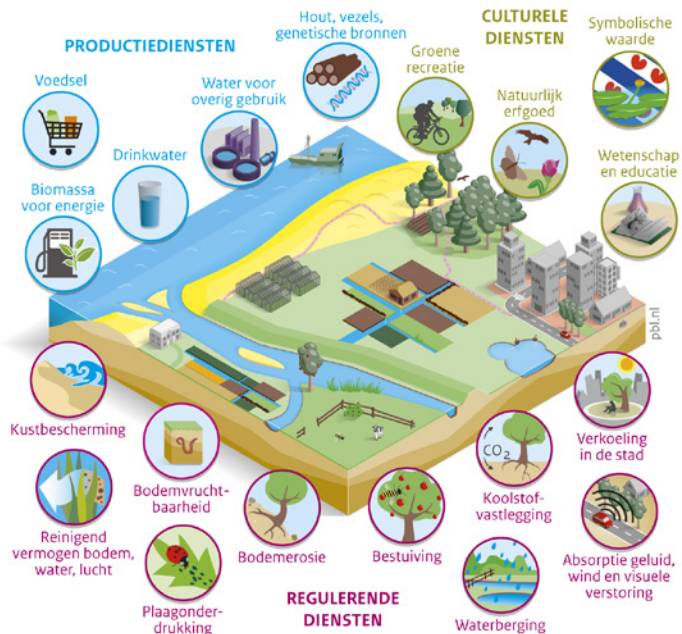 PRODUCTIEDIENSTEN
Voedsel
Drinkwater
Biomassa
voor energie
Water voor
overig gebruik
Hout, vezels,
genetische bronnen
CULTURELE
DIENSTEN
Groene
recreatie
Natuurlijk
erfgoed
Symbolische
waarde
Wetenschap
en educatie
pbl.nl
Kustbescherming
Reinigend
vermogen bodem,
water, lucht
Bodemvrucht-
baarheid
Plaagonder-
drukking
Bodemerosie
Bestuiving
REGULERENDE
DIENSTEN
CO2
Koolstof-
vastlegging
Waterberging
Verkoeling
in de stad
Absorptie geluid,
wind en visuele
verstoring